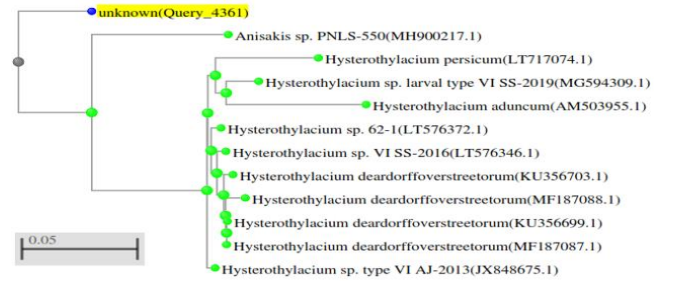 unknown(Query_4361)
Anisakis sp. PNLS-550(MH900217.1)
Hysterothylacium persicum(LT717074.1)
Hysterothylacium sp. larval type VI SS-2019(MG594309.1)
Hysterothylacium aduncum(AM503955.1)
Hysterothylacium sp. 62-1(LT576372.1)
Hysterothylacium sp. VI SS-2016(LT576346.1)
Hysterothylacium deardorffoverstreetorum(KU356703.1)
Hysterothylacium deardorffoverstreetorum(MF187088.1)
Hysterothylacium deardorffoverstreetorum(KU356699.1)
Hysterothylacium deardorffoverstreetorum(MF187087.1)
Hysterothylacium sp. type VI AJ-2013(JX848675.1)
0.05